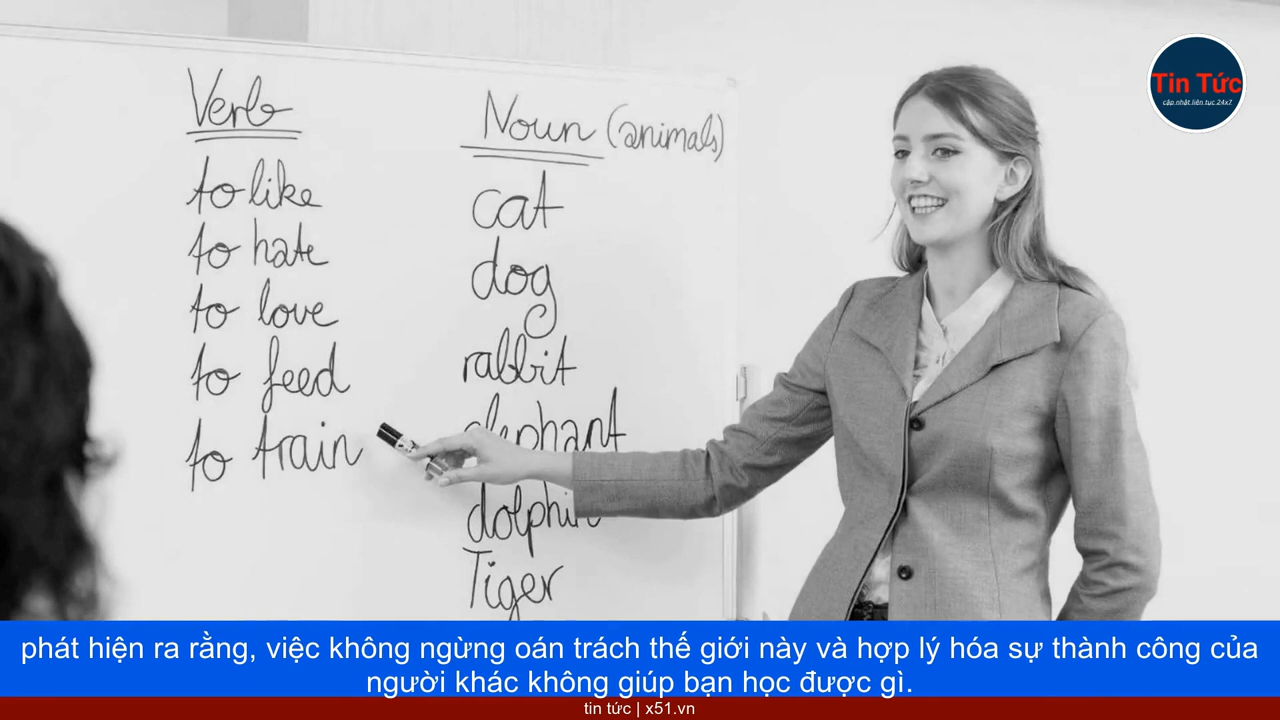 Verb
to like
to hate
to love
to feed
to train
Noun (animals)
cat
dog
rabbit
elephant
dolphin
Tiger
Tin Tức
cập nhật liên tục 24x7
phát hiện ra rằng, việc không ngừng oán trách thế giới này và hợp lý hóa sự thành công của
người khác không giúp bạn học được gì.
tin tức | x51.vn